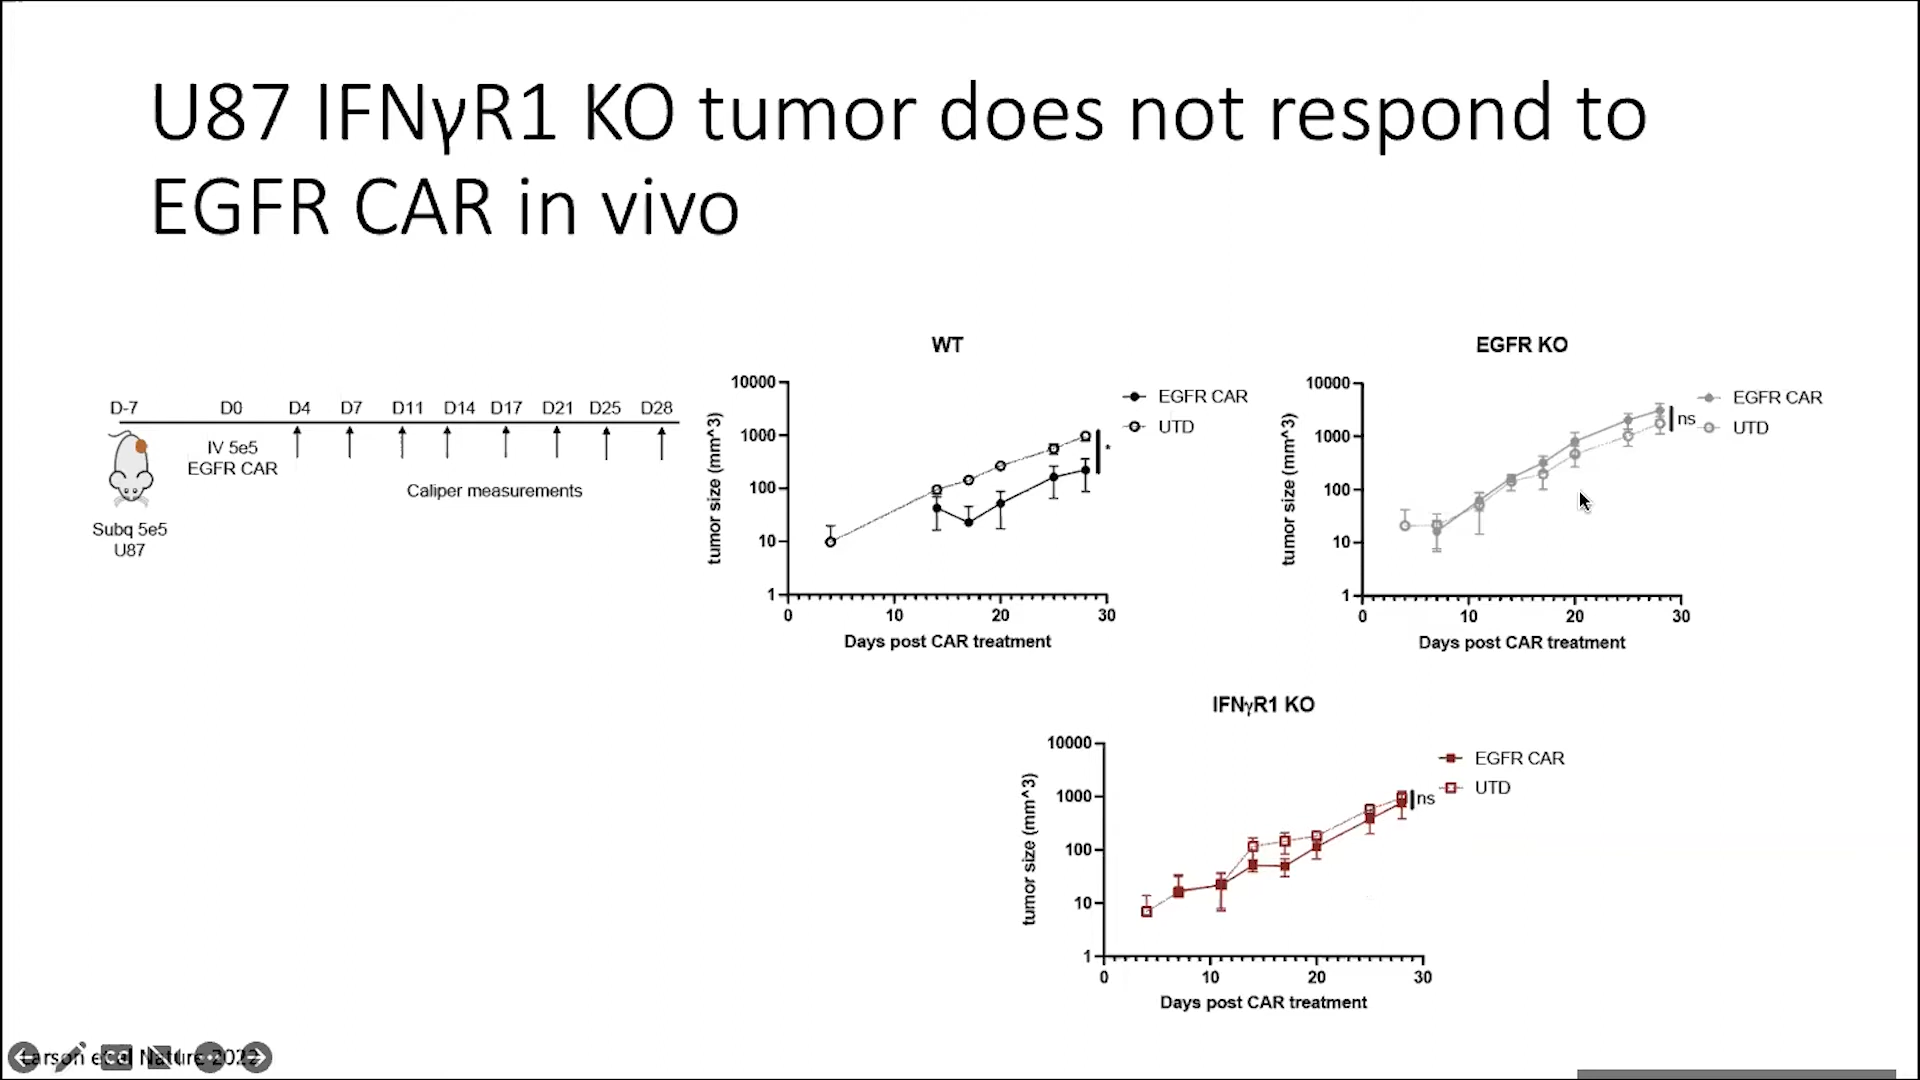 U87 IFNγR1 KO tumor does not respond to
EGFR CAR in vivo
D-7 D0 D4 D7 D11 D14 D17 D21 D25 D28
IV 5e5
EGFR CAR
Caliper measurements
Subq 5e5
U87
WT
10000
1000
100
10
1
tumor size (mm^3)
0 10 20 30
Days post CAR treatment
EGFR CAR
UTD
*
EGFR KO
10000
1000
100
10
1
tumor size (mm^3)
0 10 20 30
Days post CAR treatment
EGFR CAR
UTD
ns
IFNγR1 KO
10000
1000
100
10
1
tumor size (mm^3)
0 10 20 30
Days post CAR treatment
EGFR CAR
UTD
ns
Larson et al Nature 2022